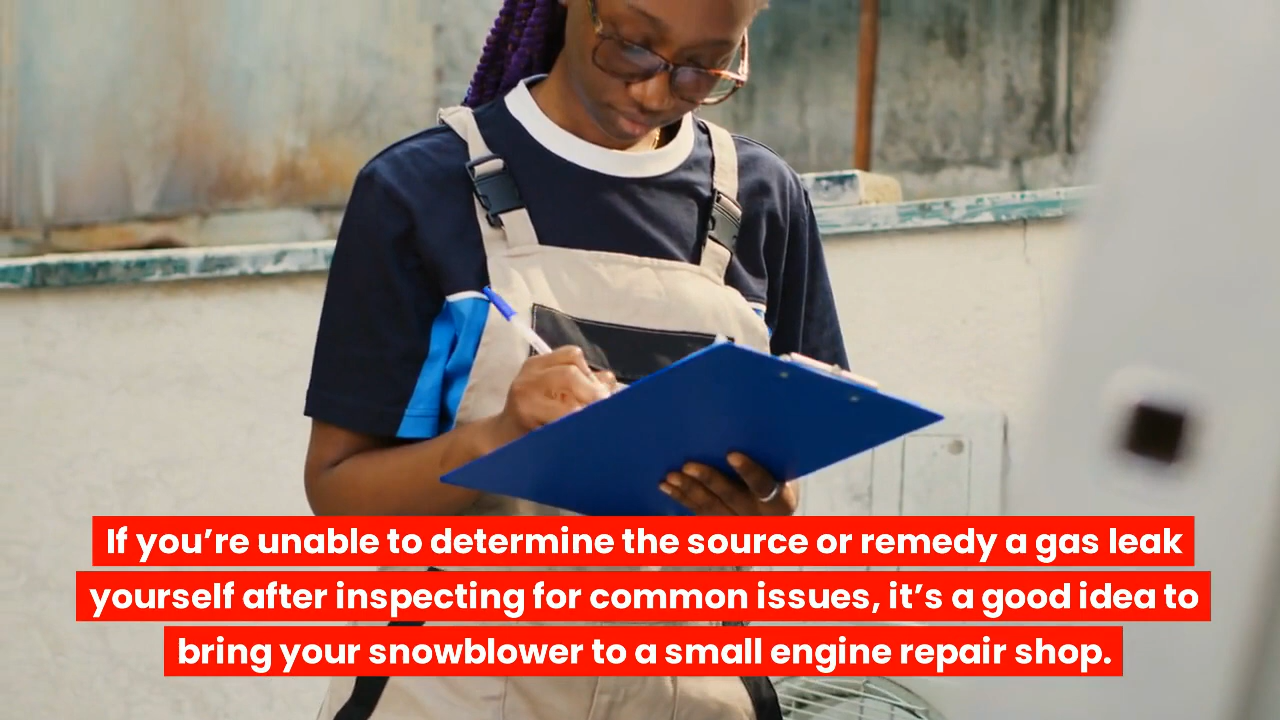 If you’re unable to determine the source or remedy a gas leak
yourself after inspecting for common issues, it’s a good idea to
bring your snowblower to a small engine repair shop.